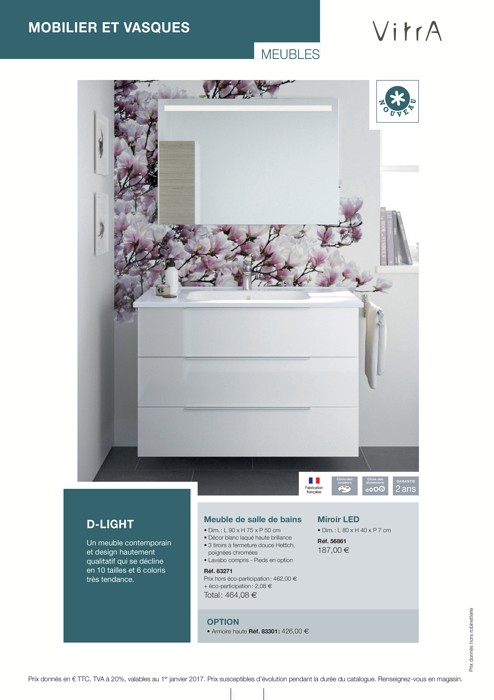 MOBILIER ET VASQUES
VitrA
MEUBLES
NOUVEAU
Fabrication
française
Choix des
couleurs
Choix des
dimensions
GARANTIE
2 ans
D-LIGHT
Un meuble contemporain
et design hautement
qualitatif qui se décline
en 10 tailles et 6 coloris
très tendance.
Meuble de salle de bains
• Dim. : L 90 x H 75 x P 50 cm
• Décor blanc laqué haute brillance
• 3 tiroirs à fermeture douce Hettich,
poignées chromées
• Lavabo compris - Pieds en option
Réf. 83271
Prix hors éco-participation : 462,00 €
+ éco-participation : 2,08 €
Total : 464,08 €
Miroir LED
• Dim. : L 80 x H 40 x P 7 cm
Réf. 56861
187,00 €
OPTION
• Armoire haute Réf. 83301 : 426,00 €
Prix donnés hors robinetterie
Prix donnés en € TTC, TVA à 20%, valables au 1er janvier 2017. Prix susceptibles d'évolution pendant la durée du catalogue. Renseignez-vous en magasin.